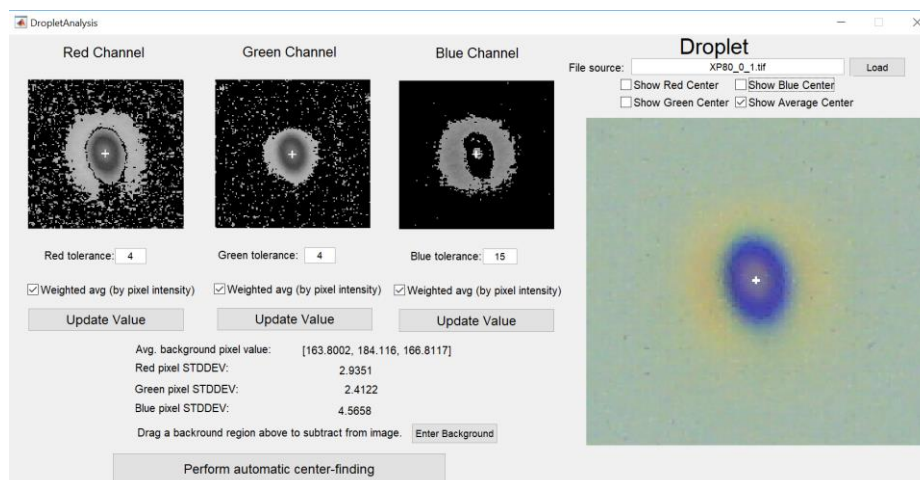 DropletAnalysis
Red Channel
Green Channel
Blue Channel
Droplet
File source: XP80_0_1.tif Load
Show Red Center Show Blue Center
Show Green Center Show Average Center
Red tolerance: 4
Green tolerance: 4
Blue tolerance: 15
Weighted avg (by pixel intensity) Weighted avg (by pixel intensity) Weighted avg (by pixel intensity)
Update Value Update Value Update Value
Avg. background pixel value: [163.8002, 184.116, 166.8117]
Red pixel STDDEV: 2.9351
Green pixel STDDEV: 2.4122
Blue pixel STDDEV: 4.5658
Drag a backround region above to subtract from image. Enter Background
Perform automatic center-finding